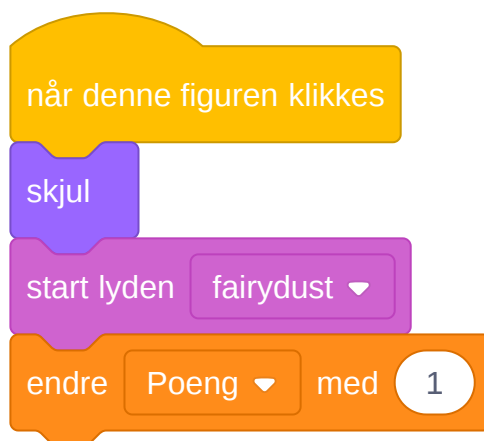 når denne figuren klikkes
skjul
start lyden fairydust
endre Poeng med 1